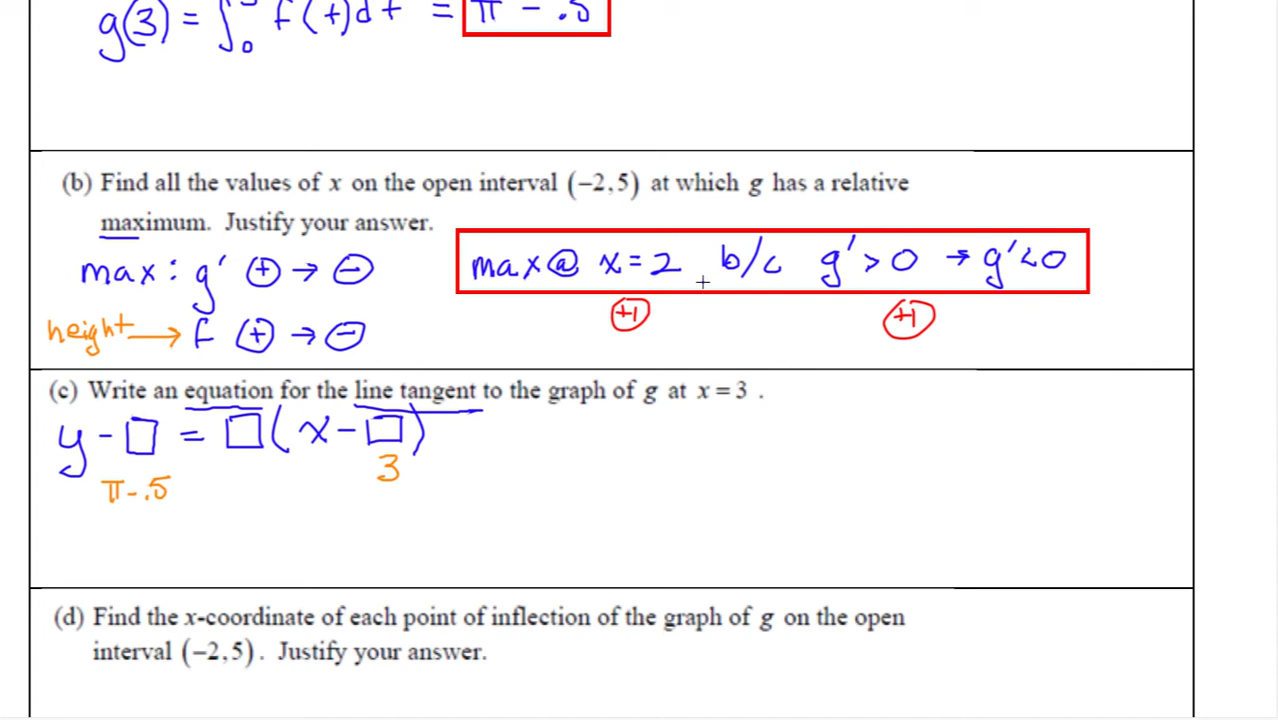 g(3) = ∫₀³ f(t)dt = π - .5
(b) Find all the values of x on the open interval (−2,5) at which g has a relative
maximum. Justify your answer.
max: g' ⊕ → ⊖
max @ x = 2 b/c g' > 0 → g' < 0
+1 +1
height → f ⊕ → ⊖
(c) Write an equation for the line tangent to the graph of g at x = 3 .
y - □ = □ ( x - □ )
π - .5 3
(d) Find the x-coordinate of each point of inflection of the graph of g on the open
interval (−2,5). Justify your answer.